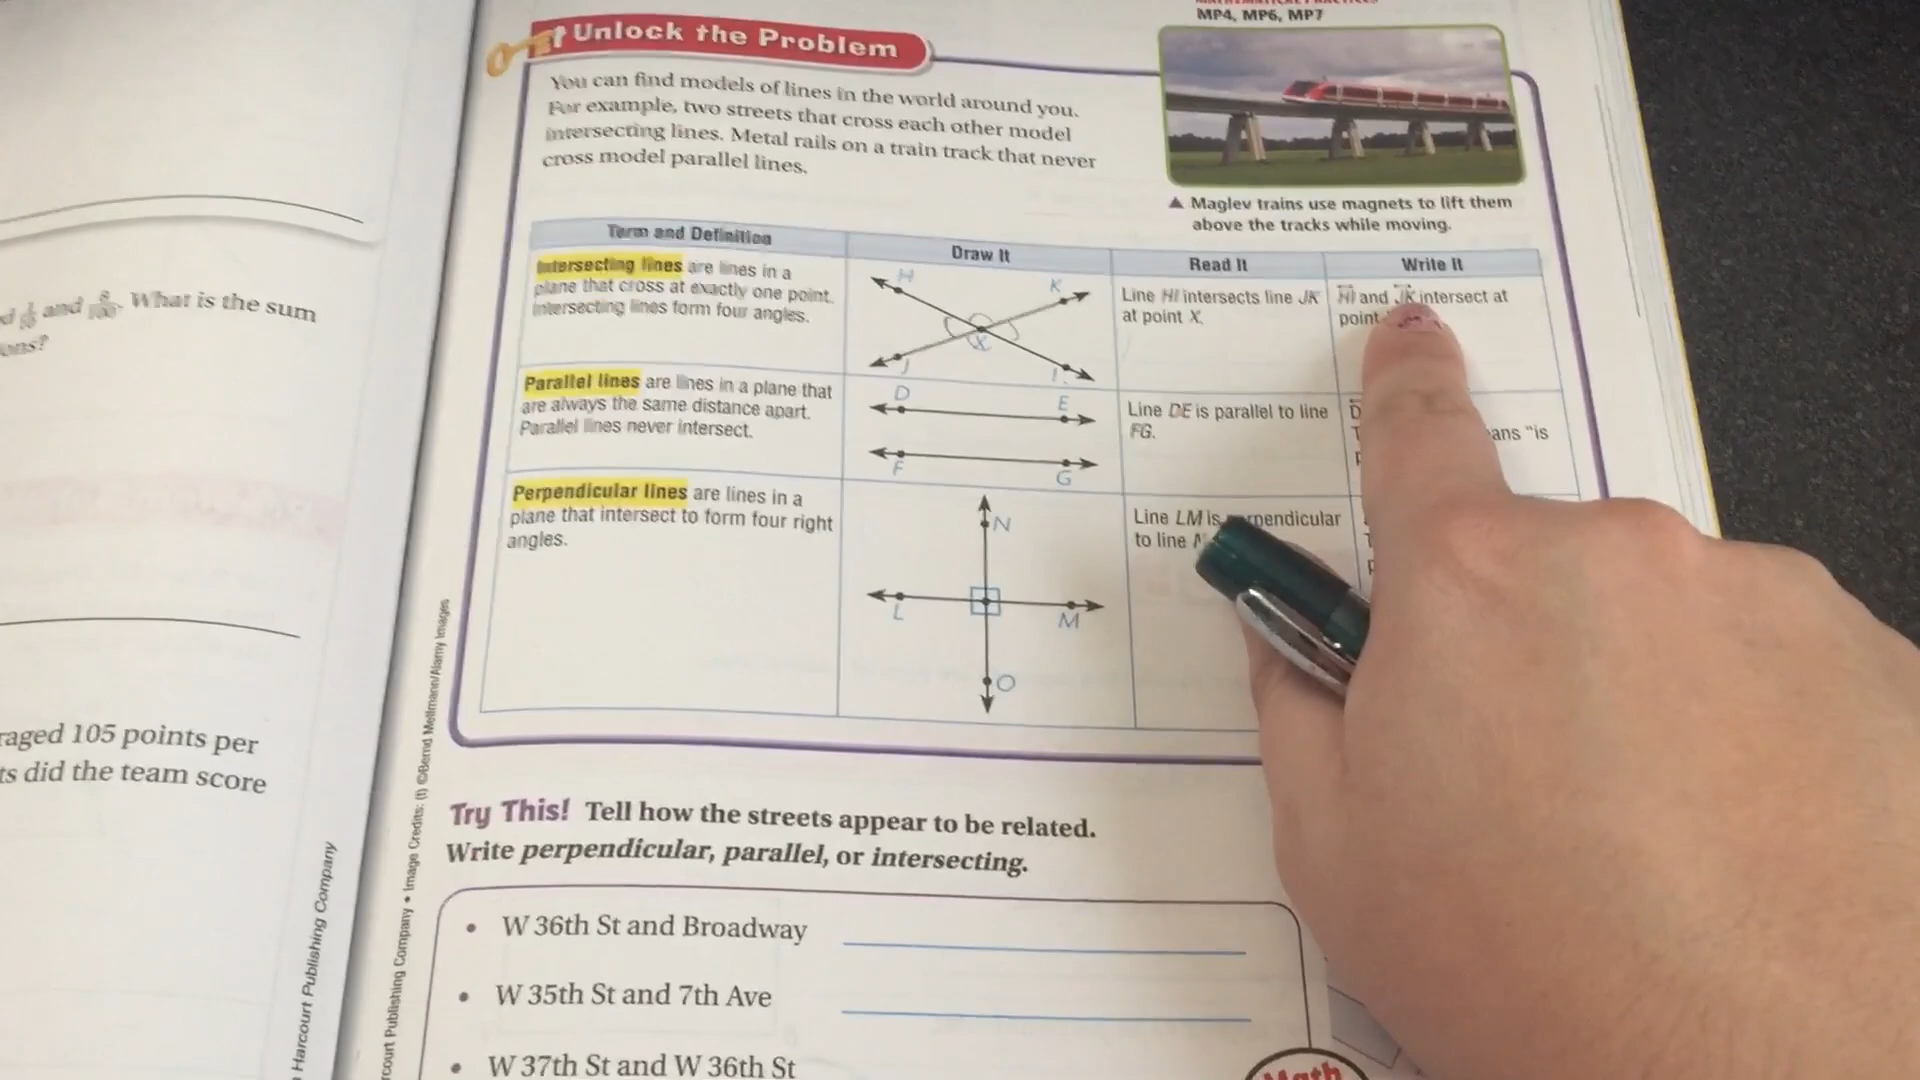 MP4, MP6, MP7
Unlock the Problem
You can find models of lines in the world around you.
For example, two streets that cross each other model
intersecting lines. Metal rails on a train track that never
cross model parallel lines.
▲ Maglev trains use magnets to lift them
above the tracks while moving.
Term and Definition
Draw It
Read It
Write It
Intersecting lines are lines in a
plane that cross at exactly one point.
Intersecting lines form four angles.
H
K
X
J
I
Line HI intersects line JK
at point X.
HI and JK intersect at
point
Parallel lines are lines in a plane that
are always the same distance apart.
Parallel lines never intersect.
D
E
F
G
Line DE is parallel to line
FG.
D
"is
Perpendicular lines are lines in a
plane that intersect to form four right
angles.
N
L
M
O
Line LM is
to line
and 8/100. What is the sum
105 points per
did the team score
Harcourt Publishing Company
Publishing Company • Image Credits: (t) ©Bernd Mellmann/Alamy Images
Try This! Tell how the streets appear to be related.
Write perpendicular, parallel, or intersecting.
• W 36th St and Broadway
• W 35th St and 7th Ave
• W 37th St and W 36th St
Math